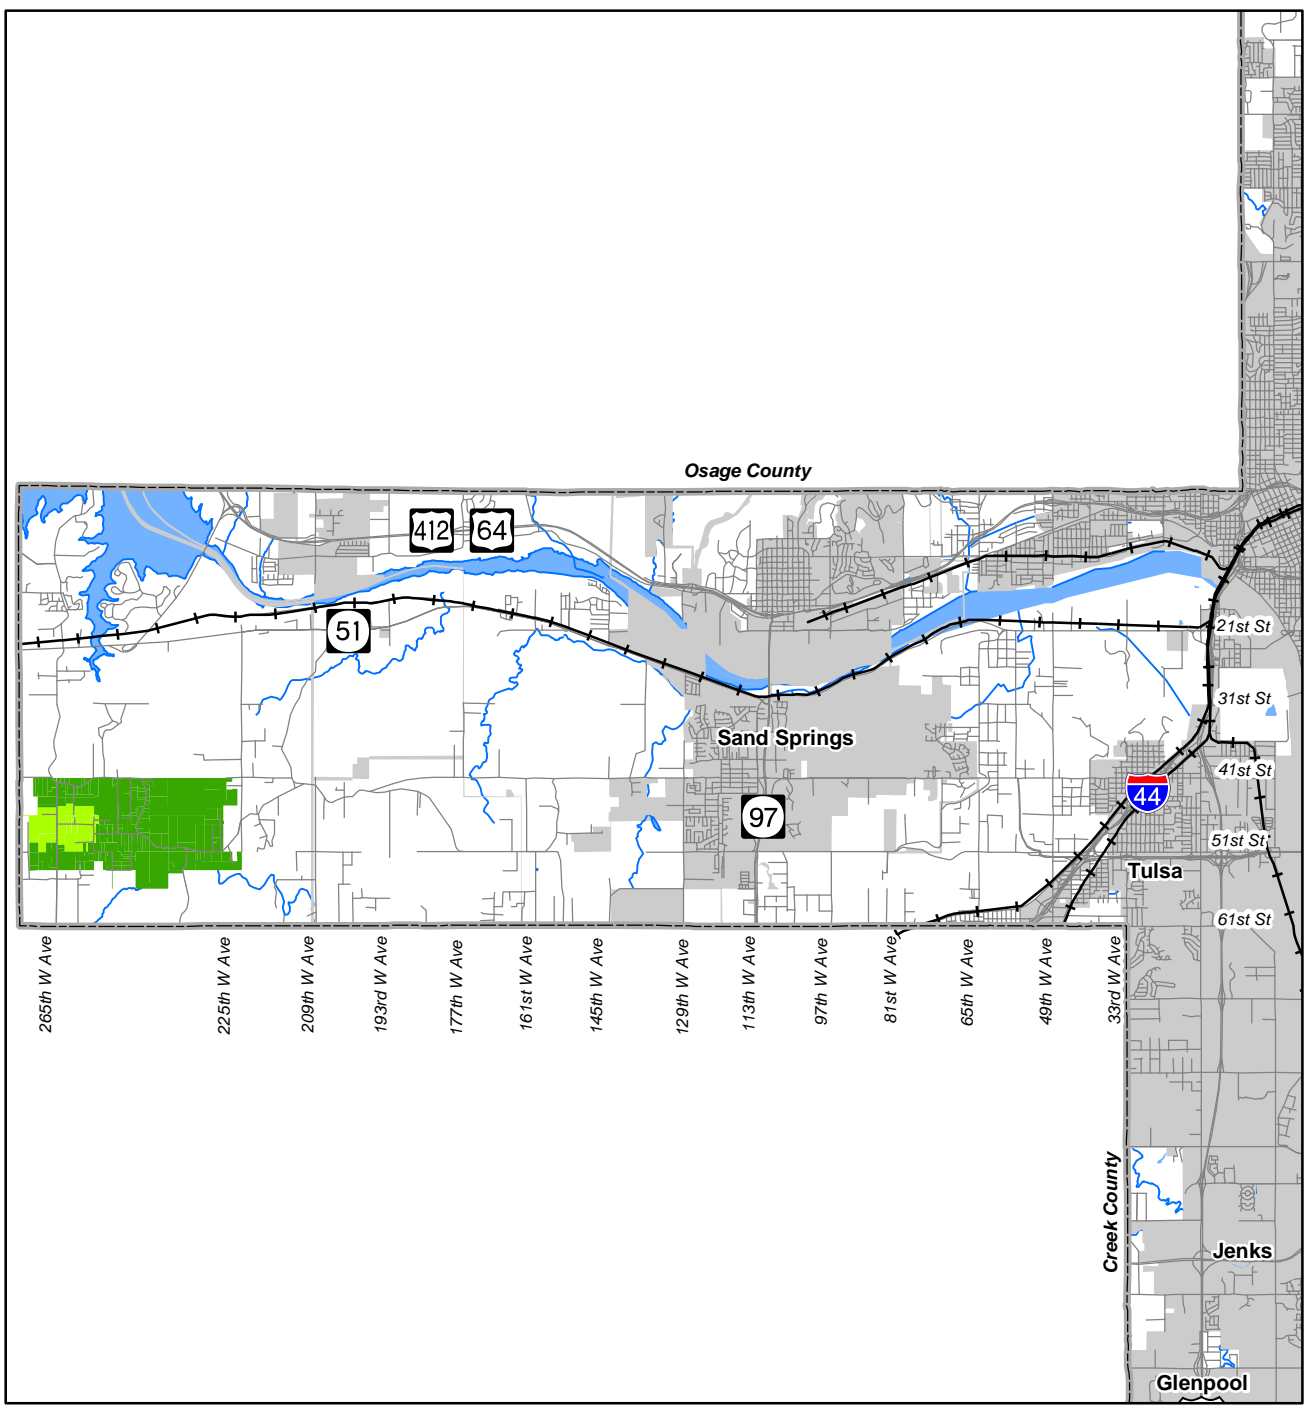 Osage County
412
64
51
21st St
31st St
Sand Springs
41st St
44
97
51st St
Tulsa
61st St
265th W Ave
225th W Ave
209th W Ave
193rd W Ave
177th W Ave
161st W Ave
145th W Ave
129th W Ave
113th W Ave
97th W Ave
81st W Ave
65th W Ave
49th W Ave
33rd W Ave
Creek County
Jenks
Glenpool